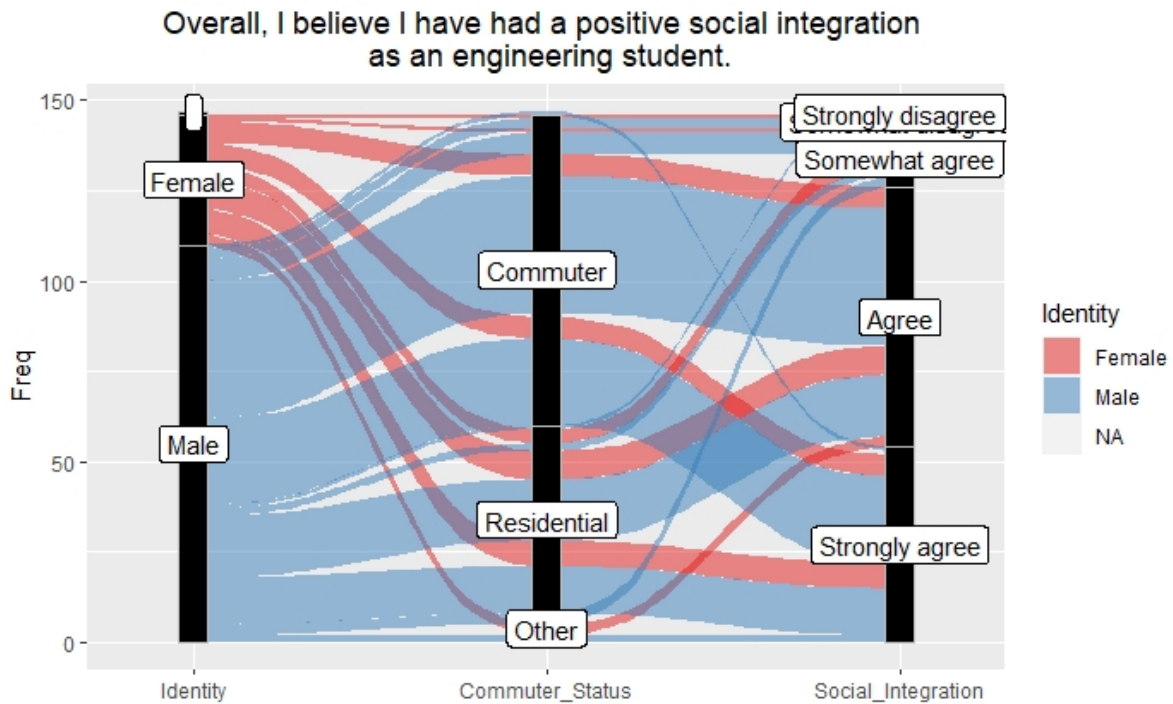 Overall, I believe I have had a positive social integration
as an engineering student.
Freq
150
100
50
0
Female
Male
Commuter
Residential
Other
Strongly disagree
Somewhat agree
Agree
Strongly agree
Identity
Commuter_Status
Social_Integration
Identity
Female
Male
NA